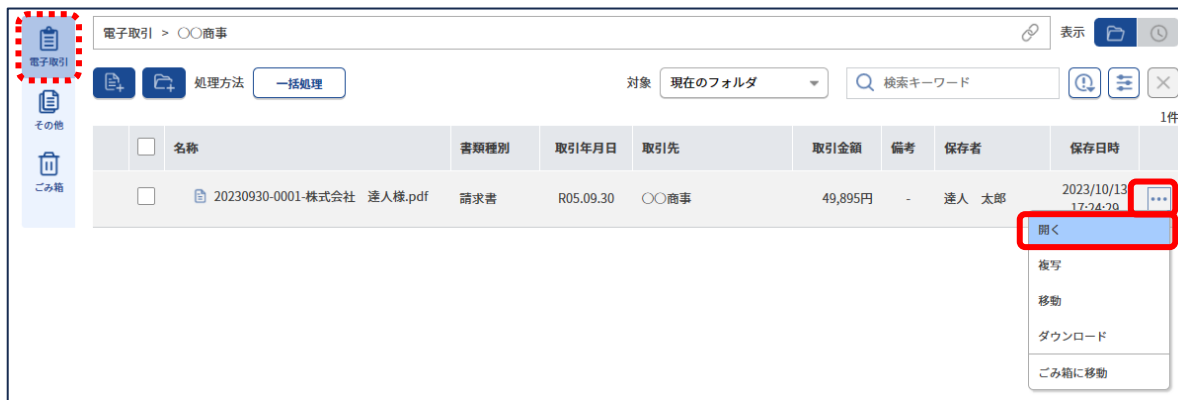 電子取引
その他
ごみ箱
電子取引 > 〇〇商事
表示
処理方法 一括処理
対象 現在のフォルダ
検索キーワード
1件
名称 書類種別 取引年月日 取引先 取引金額 備考 保存者 保存日時
20230930-0001-株式会社 達人様.pdf 請求書 R05.09.30 〇〇商事 49,895円 - 達人 太郎 2023/10/13
17:24:29
開く
複写
移動
ダウンロード
ごみ箱に移動